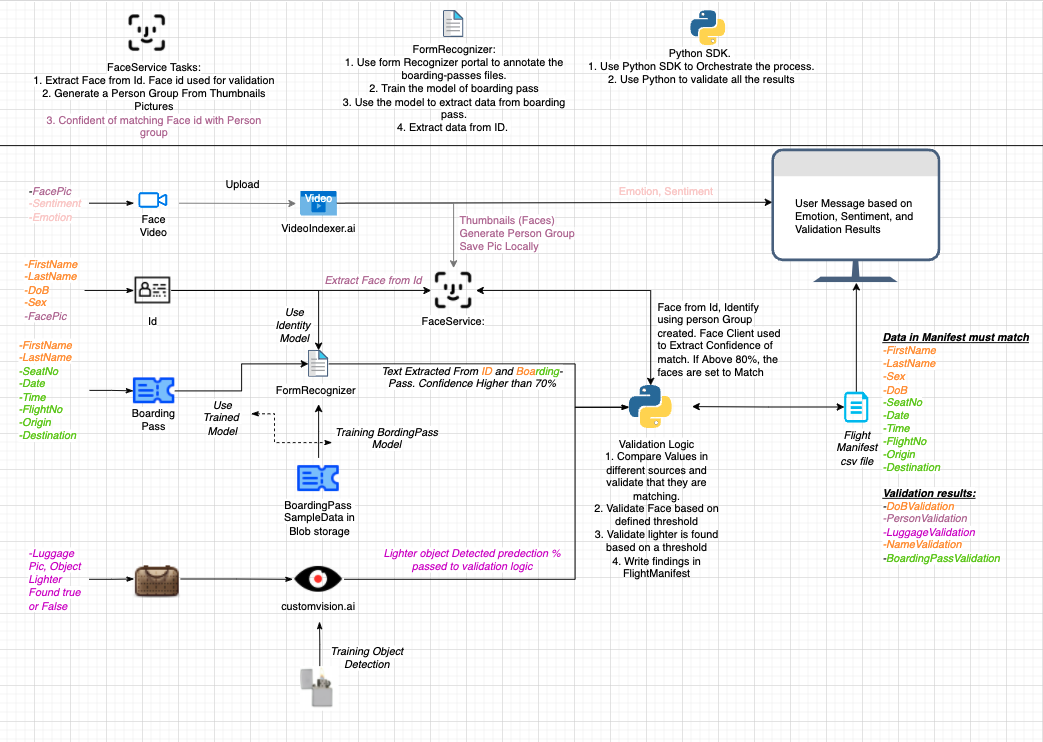 FaceService Tasks:
1. Extract Face from Id. Face id used for validation
2. Generate a Person Group From Thumbnails
Pictures
3. Confident of matching Face id with Person
group
FormRecognizer:
1. Use form Recognizer portal to annotate the
boarding-passes files.
2. Train the model of boarding pass
3. Use the model to extract data from boarding
pass.
4. Extract data from ID.
Python SDK.
1. Use Python SDK to Orchestrate the process.
2. Use Python to validate all the results
-FacePic
-Sentiment
-Emotion
Face
Video
Upload
Video
VideoIndexer.ai
Emotion, Sentiment
User Message based on
Emotion, Sentiment, and
Validation Results
Thumbnails (Faces)
Generate Person Group
Save Pic Locally
-FirstName
-LastName
-DoB
-Sex
-FacePic
Id
Extract Face from Id
FaceService:
Use
Identity
Model
Face from Id, Identify
using person Group
created. Face Client used
to Extract Confidence of
match. If Above 80%, the
faces are set to Match
-FirstName
-LastName
-SeatNo
-Date
-Time
-FlightNo
-Origin
-Destination
Boarding
Pass
FormRecognizer
Text Extracted From ID and Boarding-
Pass. Confidence Higher than 70%
Use
Trained
Model
Training BordingPass
Model
BoardingPass
SampleData in
Blob storage
Validation Logic
1. Compare Values in
different sources and
validate that they are
matching.
2. Validate Face based on
defined threshold
3. Validate lighter is found
based on a threshold
4. Write findings in
FlightManifest
Flight
Manifest
csv file
Data in Manifest must match
-FirstName
-LastName
-Sex
-DoB
-SeatNo
-Date
-Time
-FlightNo
-Origin
-Destination
Validation results:
-DoBValidation
-PersonValidation
-LuggageValidation
-NameValidation
-BoardingPassValidation
-Luggage
Pic, Object
Lighter
Found true
or False
customvision.ai
Lighter object Detected predection %
passed to validation logic
Training Object
Detection